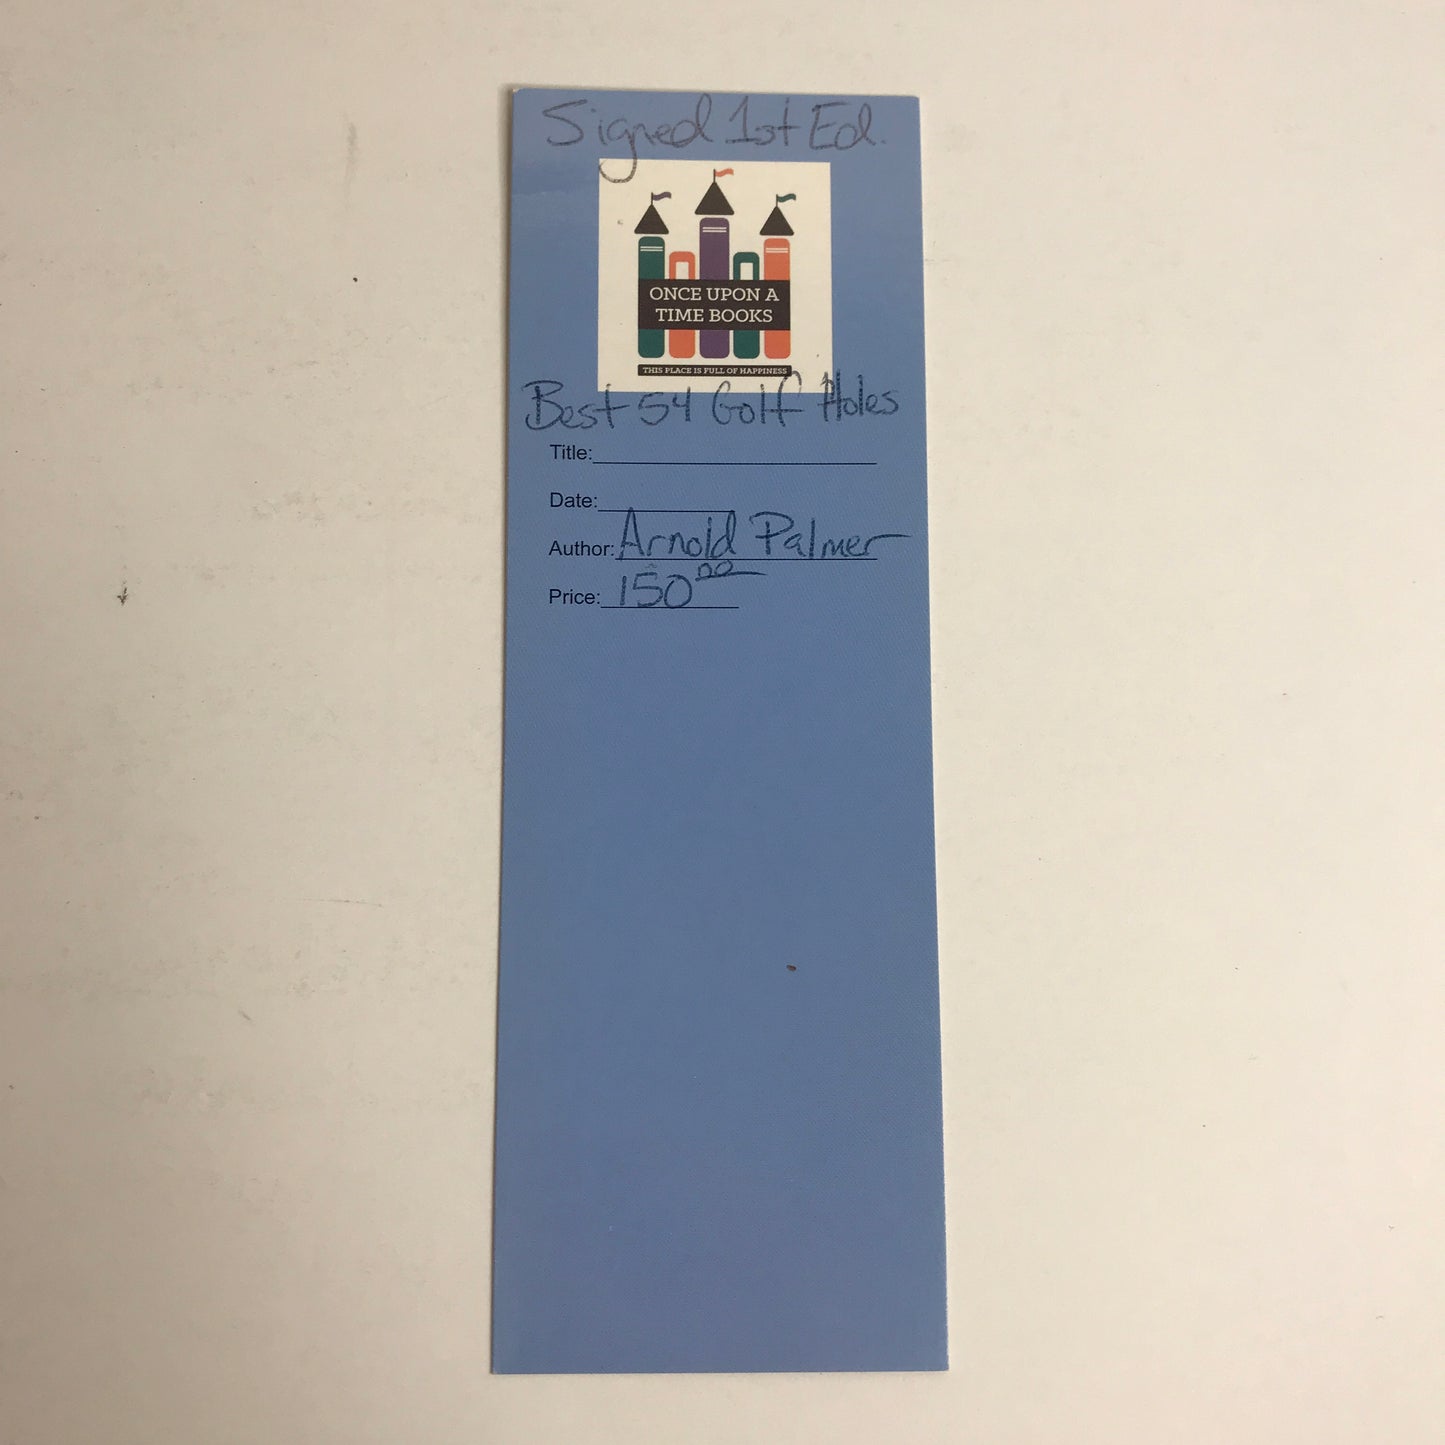 Signed 1st Ed.
ONCE UPON A
TIME BOOKS
THIS PLACE IS FULL OF HAPPINESS
Best 54 Golf Holes
Title:
Date:
Author: Arnold Palmer
Price: 150 00